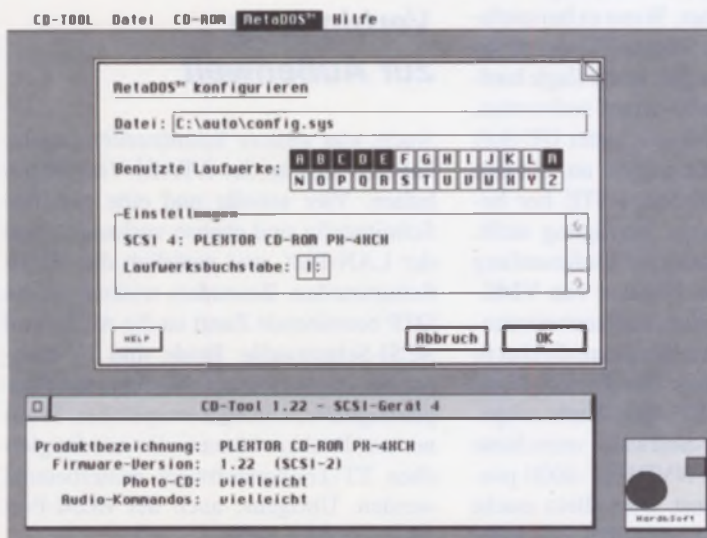 CD-TOOL Datei CD-ROM MetaDOS™ Hilfe
MetaDOS™ konfigurieren
Datei: C:\auto\config.sys
Benutzte Laufwerke: A B C D E F G H I J K L M
N O P Q R S T U V W X Y Z
Einstellungen
SCSI 4: PLEXTOR CD-ROM PX-4XCH
Laufwerksbuchstabe: I:
HELP Abbruch OK
CD-Tool 1.22 - SCSI-Gerät 4
Produktbezeichnung: PLEXTOR CD-ROM PX-4XCH
Firmware-Version: 1.22 (SCSI-2)
Photo-CD: vielleicht
Audio-Kommandos: vielleicht
HardWSoft